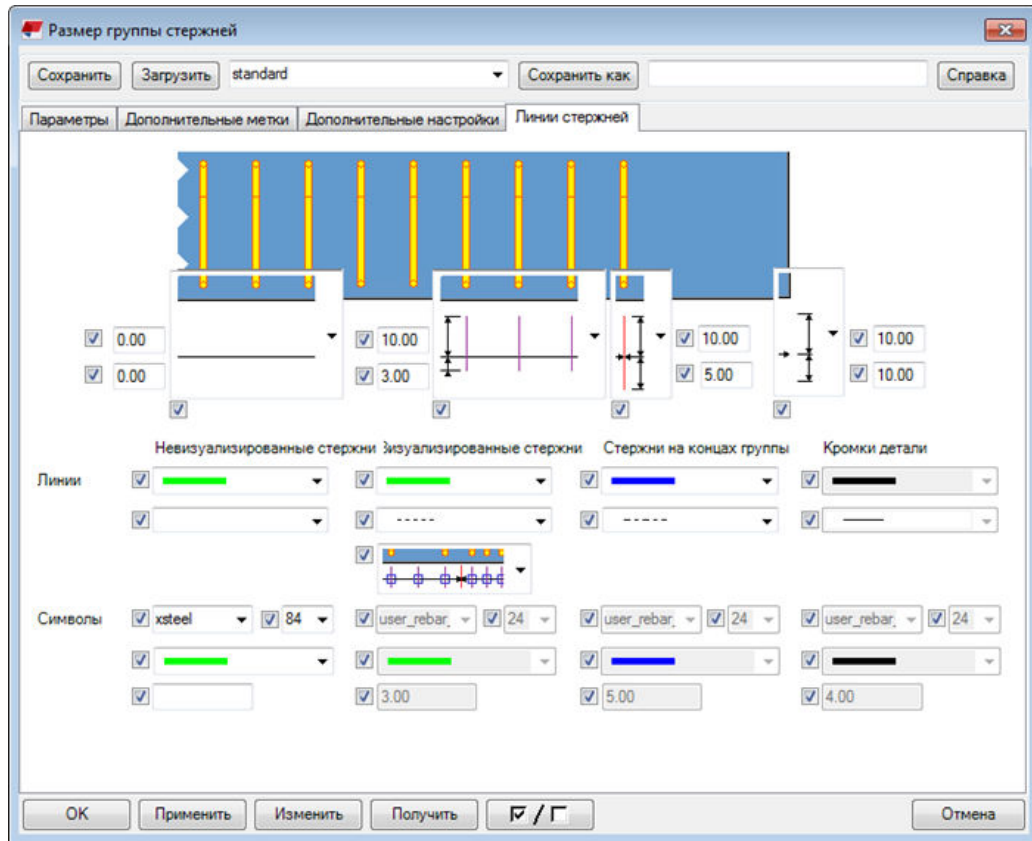 Размер группы стержней
Сохранить Загрузить standard Сохранить как Справка
Параметры Дополнительные метки Дополнительные настройки Линии стержней
0.00 10.00 10.00 10.00
0.00 3.00 5.00 10.00
Невизуализированные стержни Визуализированные стержни Стержни на концах группы Кромки детали
Линии
Символы xsteel 84 user_rebar_ 24 user_rebar_ 24 user_rebar_ 24
3.00 5.00 4.00
OK Применить Изменить Получить / Отмена